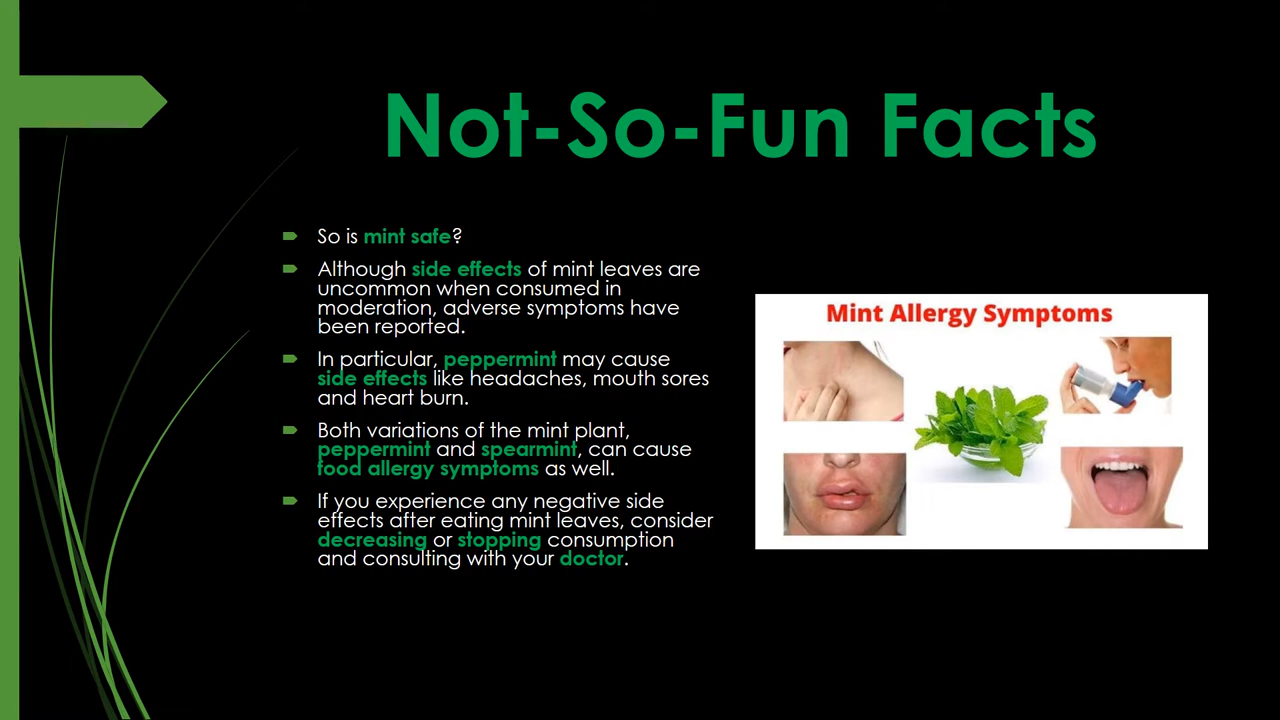 Not-So-Fun Facts
So is mint safe?
Although side effects of mint leaves are
uncommon when consumed in
moderation, adverse symptoms have
been reported.
In particular, peppermint may cause
side effects like headaches, mouth sores
and heart burn.
Both variations of the mint plant,
peppermint and spearmint, can cause
food allergy symptoms as well.
If you experience any negative side
effects after eating mint leaves, consider
decreasing or stopping consumption
and consulting with your doctor.
Mint Allergy Symptoms